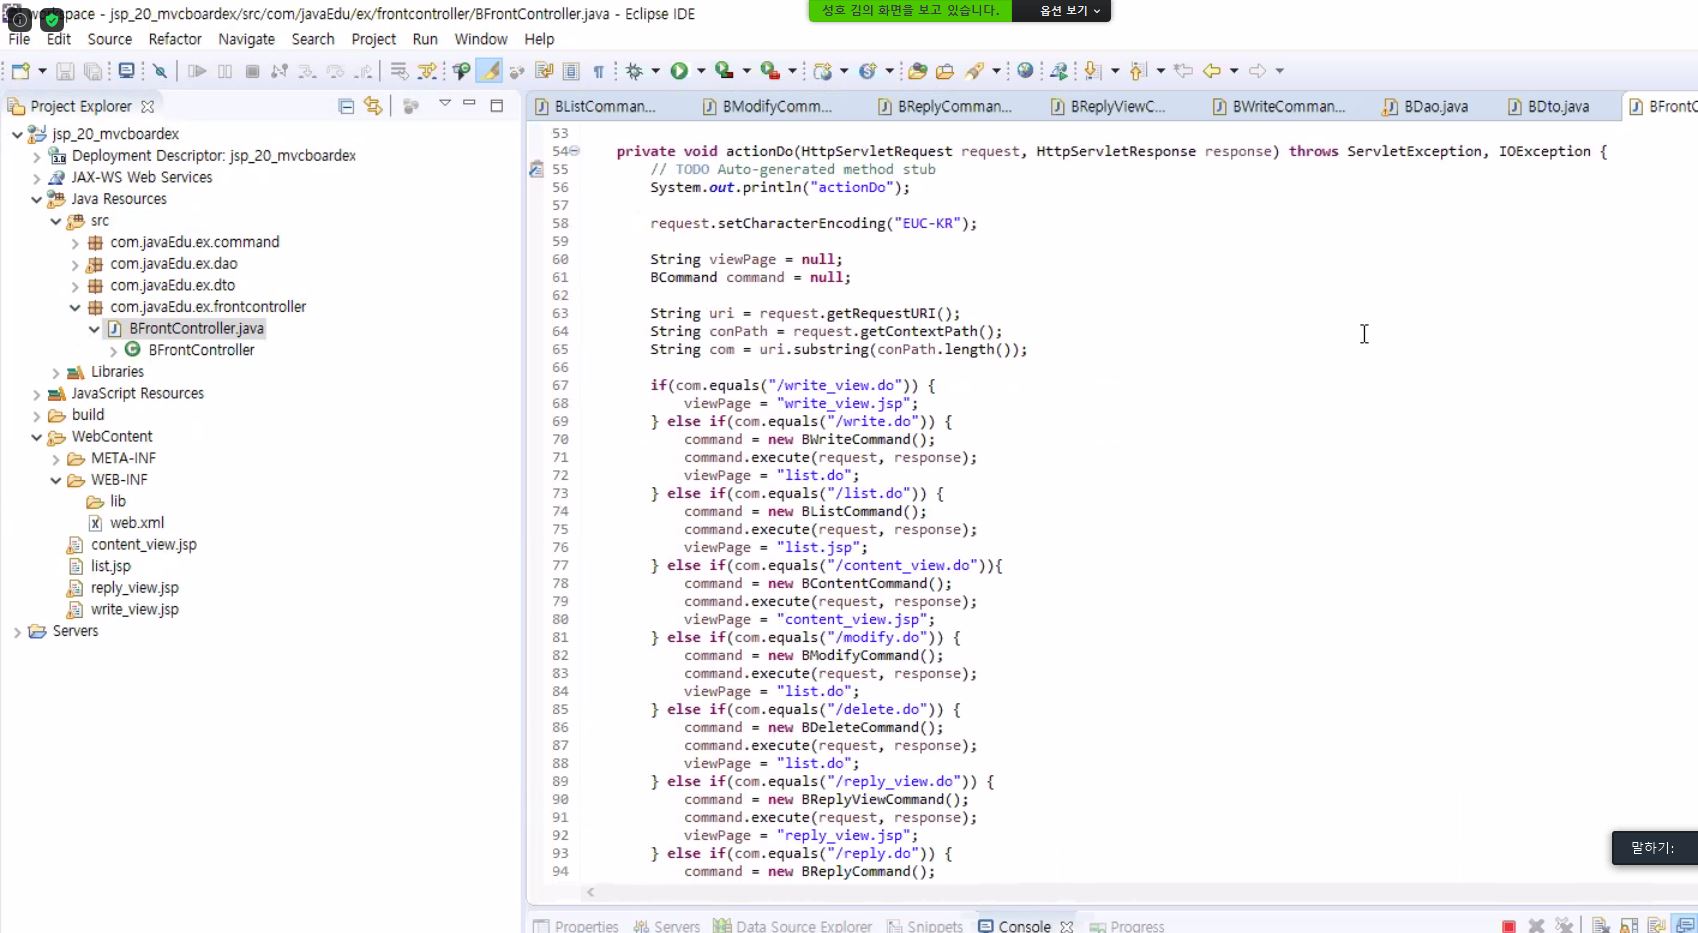 workspace - jsp_20_mvcboardex/src/com/javaEdu/ex/frontcontroller/BFrontController.java - Eclipse IDE
성호 김의 화면을 보고 있습니다. 옵션 보기
File Edit Source Refactor Navigate Search Project Run Window Help
Project Explorer
BListComman... BModifyComm... BReplyComman... BReplyViewC... BWriteComman... BDao.java BDto.java BFrontC
jsp_20_mvcboardex
Deployment Descriptor: jsp_20_mvcboardex
JAX-WS Web Services
Java Resources
src
com.javaEdu.ex.command
com.javaEdu.ex.dao
com.javaEdu.ex.dto
com.javaEdu.ex.frontcontroller
BFrontController.java
BFrontController
Libraries
JavaScript Resources
build
WebContent
META-INF
WEB-INF
lib
web.xml
content_view.jsp
list.jsp
reply_view.jsp
write_view.jsp
Servers
53
54 private void actionDo(HttpServletRequest request, HttpServletResponse response) throws ServletException, IOException {
55 // TODO Auto-generated method stub
56 System.out.println("actionDo");
57
58 request.setCharacterEncoding("EUC-KR");
59
60 String viewPage = null;
61 BCommand command = null;
62
63 String uri = request.getRequestURI();
64 String conPath = request.getContextPath();
65 String com = uri.substring(conPath.length());
66
67 if(com.equals("/write_view.do")) {
68 viewPage = "write_view.jsp";
69 } else if(com.equals("/write.do")) {
70 command = new BWriteCommand();
71 command.execute(request, response);
72 viewPage = "list.do";
73 } else if(com.equals("/list.do")) {
74 command = new BListCommand();
75 command.execute(request, response);
76 viewPage = "list.jsp";
77 } else if(com.equals("/content_view.do")){
78 command = new BContentCommand();
79 command.execute(request, response);
80 viewPage = "content_view.jsp";
81 } else if(com.equals("/modify.do")) {
82 command = new BModifyCommand();
83 command.execute(request, response);
84 viewPage = "list.do";
85 } else if(com.equals("/delete.do")) {
86 command = new BDeleteCommand();
87 command.execute(request, response);
88 viewPage = "list.do";
89 } else if(com.equals("/reply_view.do")) {
90 command = new BReplyViewCommand();
91 command.execute(request, response);
92 viewPage = "reply_view.jsp";
93 } else if(com.equals("/reply.do")) {
94 command = new BReplyCommand();
말하기:
Properties Servers Data Source Explorer Snippets Console Progress